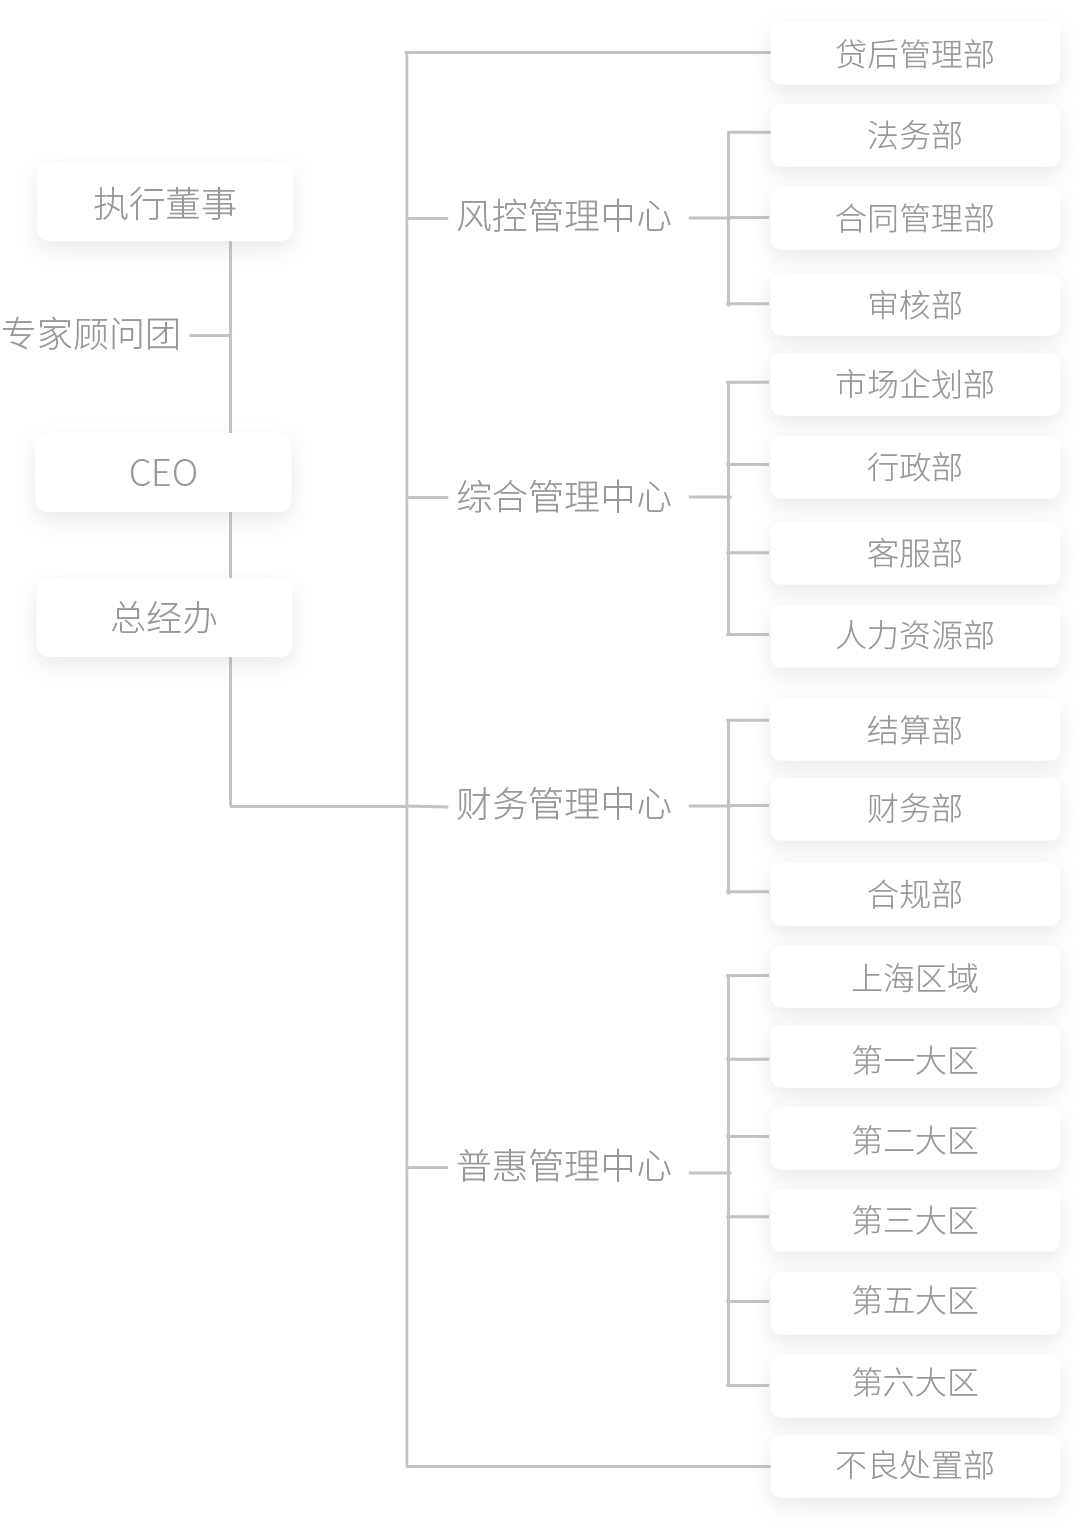 执行董事
专家顾问团
CEO
总经办
风控管理中心
综合管理中心
财务管理中心
普惠管理中心
贷后管理部
法务部
合同管理部
审核部
市场企划部
行政部
客服部
人力资源部
结算部
财务部
合规部
上海区域
第一大区
第二大区
第三大区
第五大区
第六大区
不良处置部